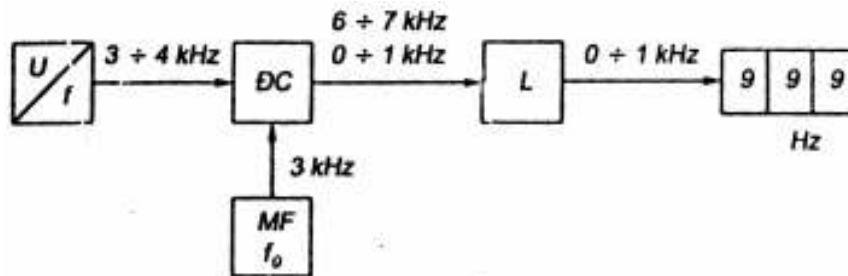 6 ÷ 7 kHz
U
f
3 ÷ 4 kHz
ĐC
0 ÷ 1 kHz
L
0 ÷ 1 kHz
9 9 9
Hz
3 kHz
MF
f₀